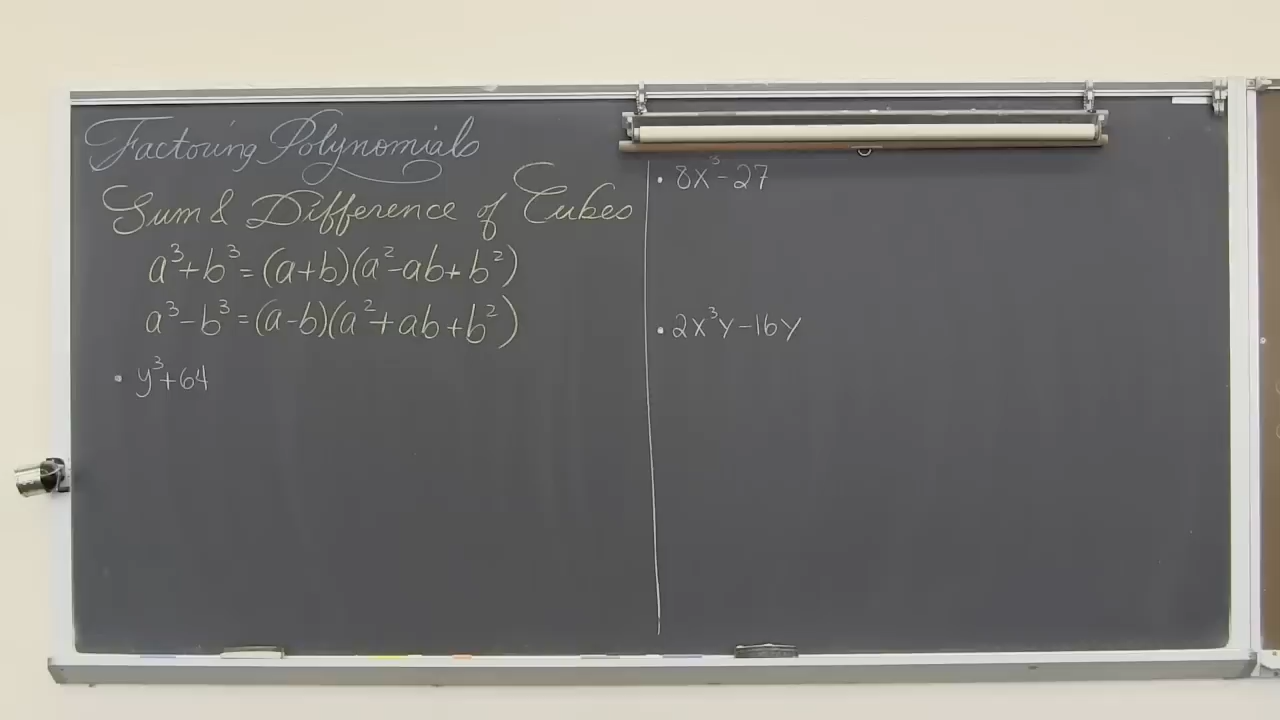 Factoring Polynomials
Sum & Difference of Cubes
a³+b³=(a+b)(a²-ab+b²)
a³-b³=(a-b)(a²+ab+b²)
• y³+64
• 8x³-27
• 2x³y-16y